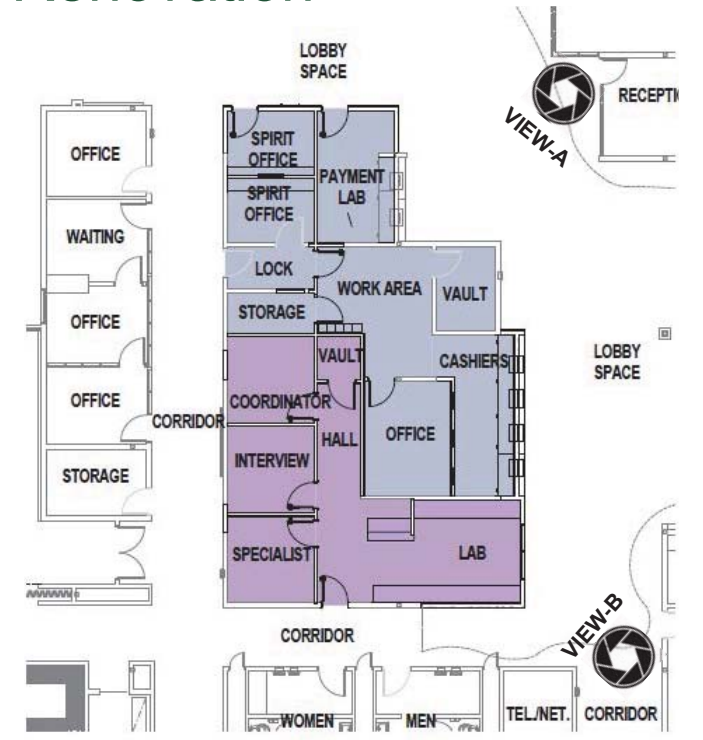 LOBBY
SPACE
VIEW-A
RECEPTI
OFFICE
SPIRIT
OFFICE
PAYMENT
LAB
SPIRIT
OFFICE
WAITING
LOCK
WORK AREA
VAULT
STORAGE
OFFICE
VAULT
CASHIERS
LOBBY
SPACE
OFFICE
COORDINATOR
CORRIDOR
HALL
OFFICE
INTERVIEW
STORAGE
SPECIALIST
LAB
VIEW-B
CORRIDOR
WOMEN
MEN
TEL./NET.
CORRIDOR